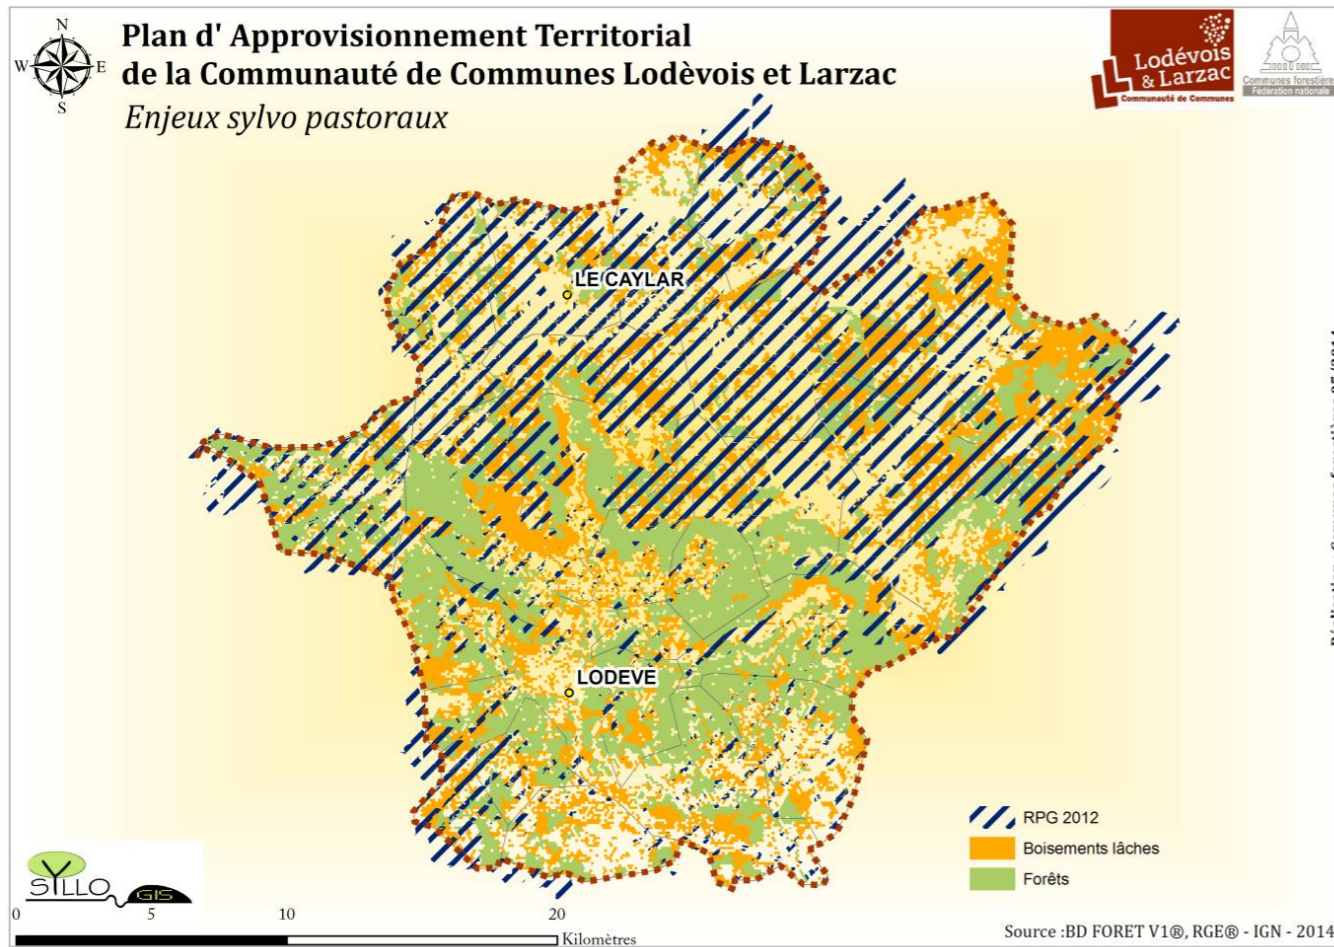 N
W
E
S
Plan d' Approvisionnement Territorial
de la Communauté de Communes Lodèvois et Larzac
Enjeux sylvo pastoraux
Lodévois
& Larzac
Communauté de Communes
Communes forestières
Fédération nationale
LE CAYLAR
LODEVE
RPG 2012
Boisements lâches
Forêts
SYLLO GIS
0 5 10 20
Kilomètres
Source :BD FORET V1®, RGE® - IGN - 2014